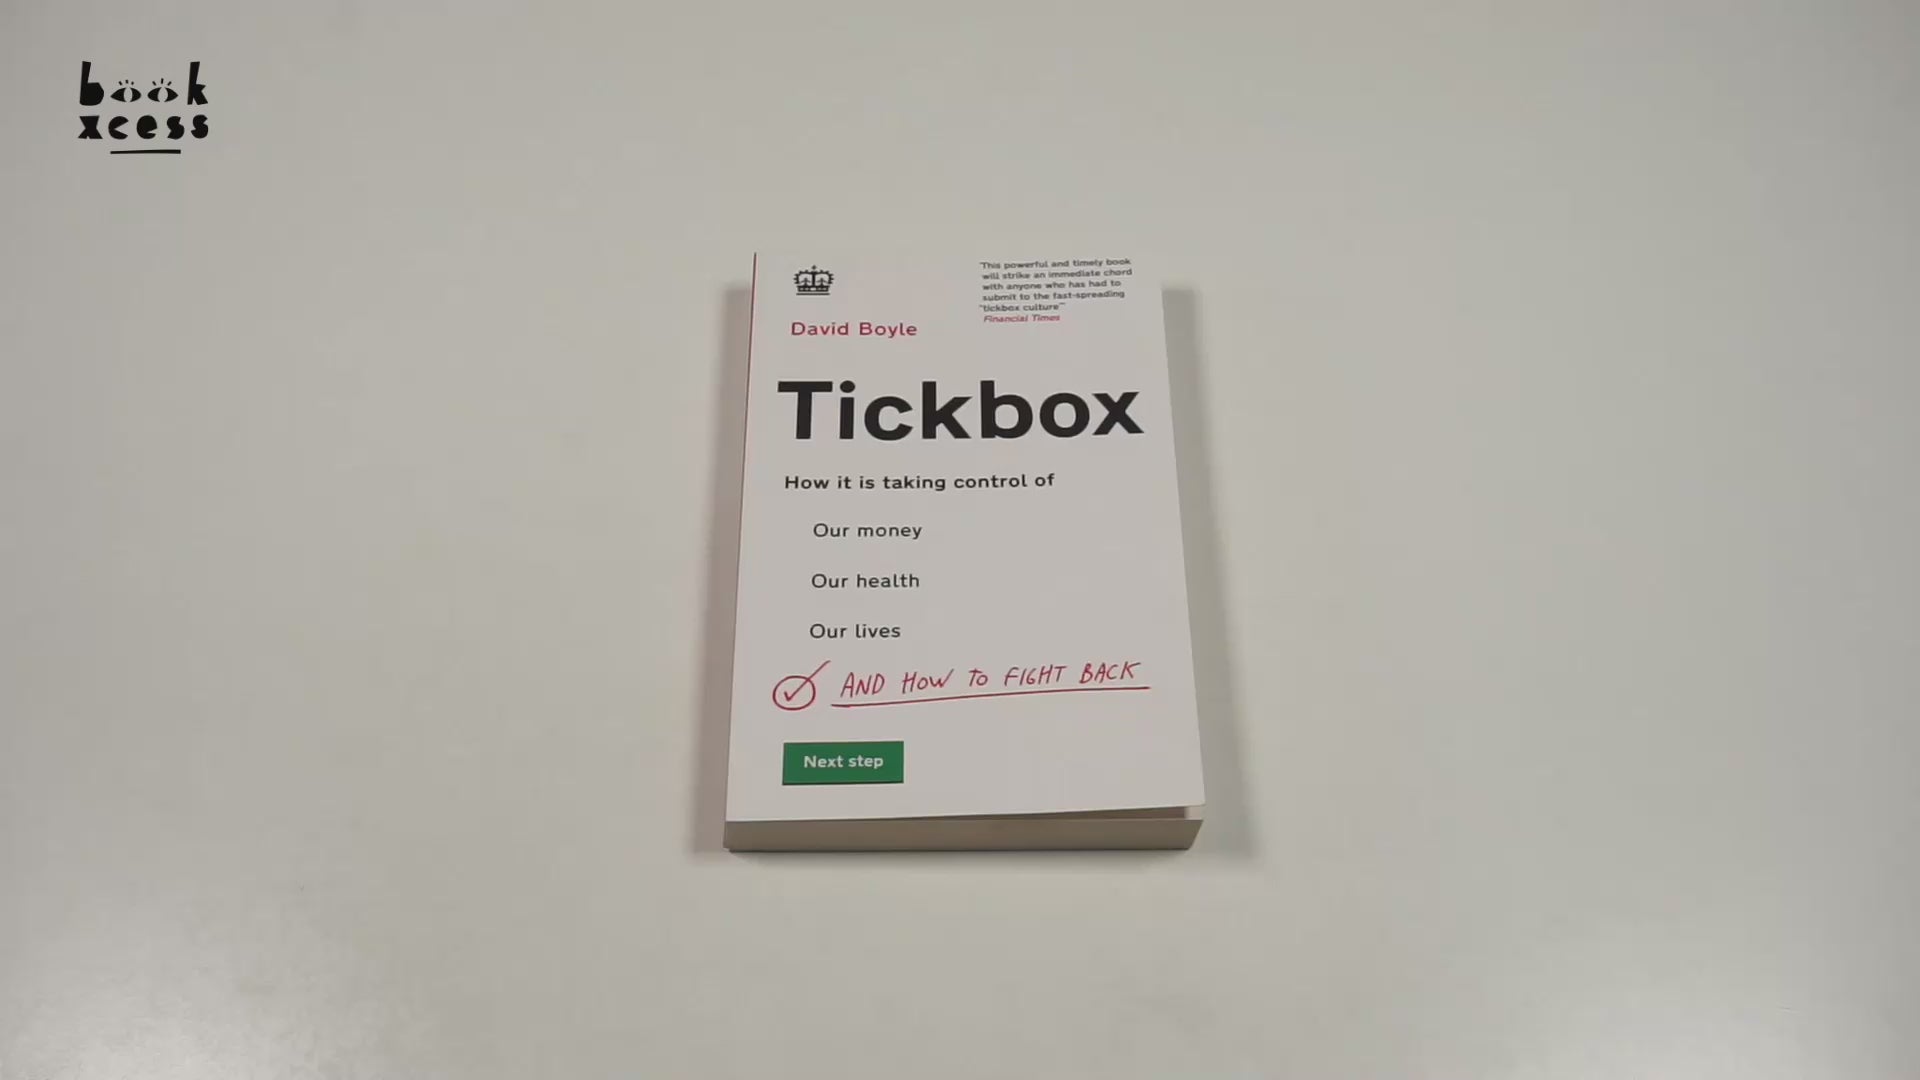 book
xcess
David Boyle
'This powerful and timely book
will strike an immediate chord
with anyone who has had to
submit to the fast-spreading
"tickbox culture"'
Financial Times
Tickbox
How it is taking control of
Our money
Our health
Our lives
AND HOW TO FIGHT BACK
Next step